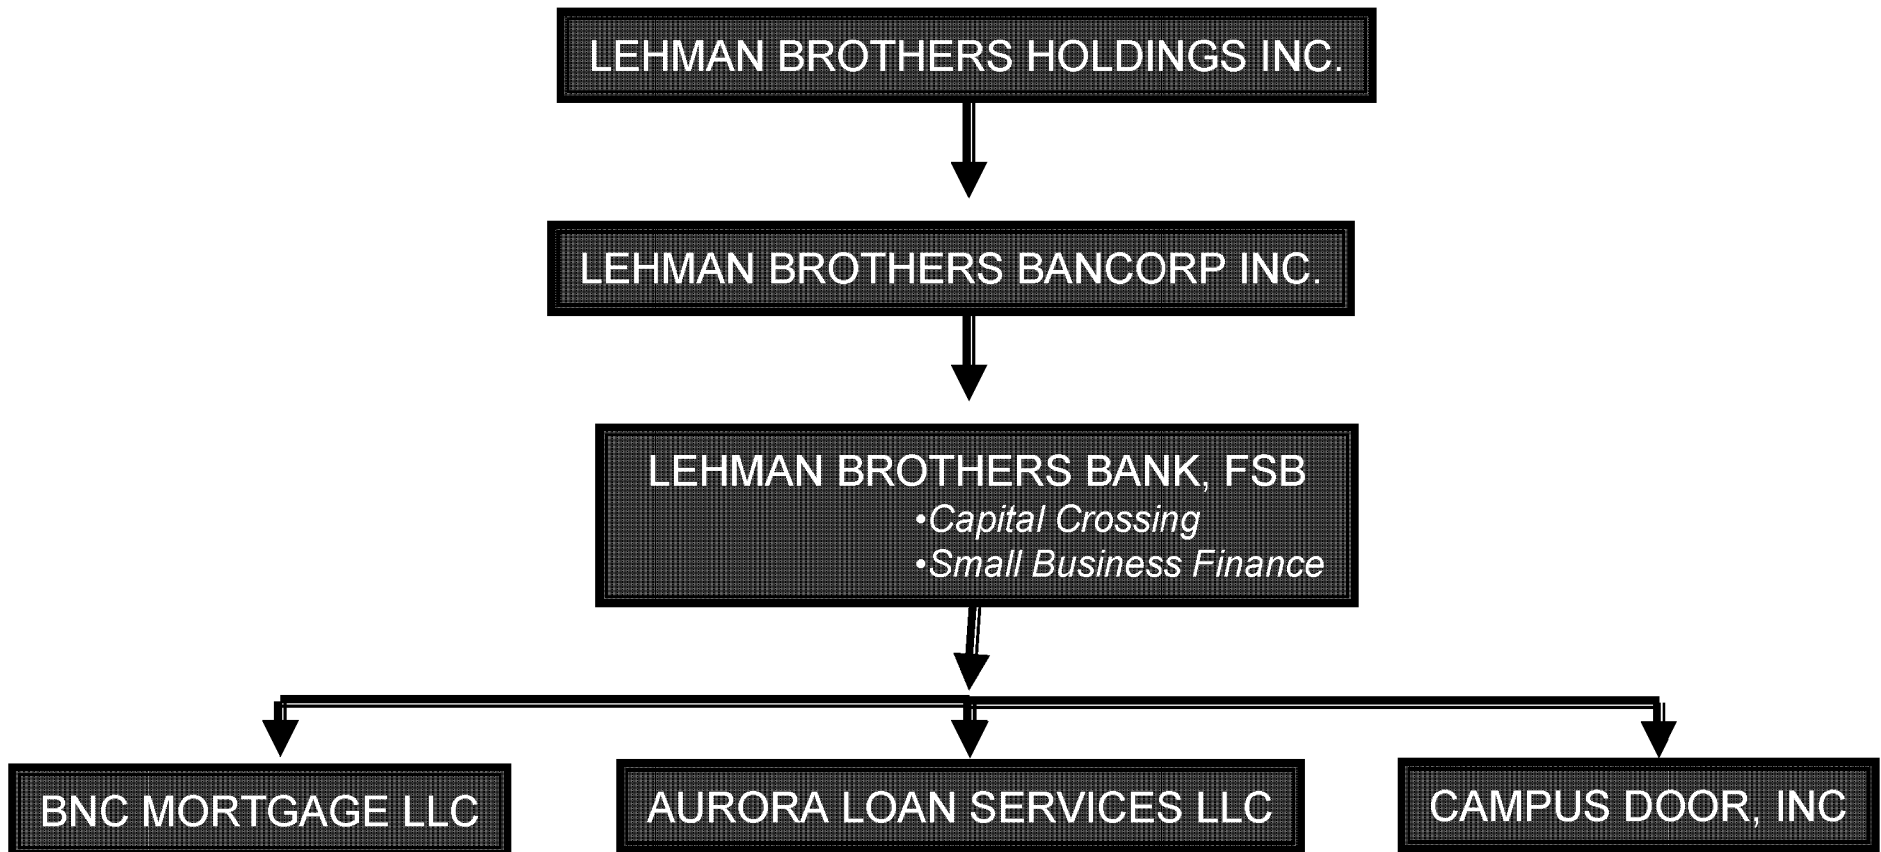 LEHMAN BROTHERS HOLDINGS INC.
LEHMAN BROTHERS BANCORP INC.
LEHMAN BROTHERS BANK, FSB
•Capital Crossing
•Small Business Finance
BNC MORTGAGE LLC
AURORA LOAN SERVICES LLC
CAMPUS DOOR, INC